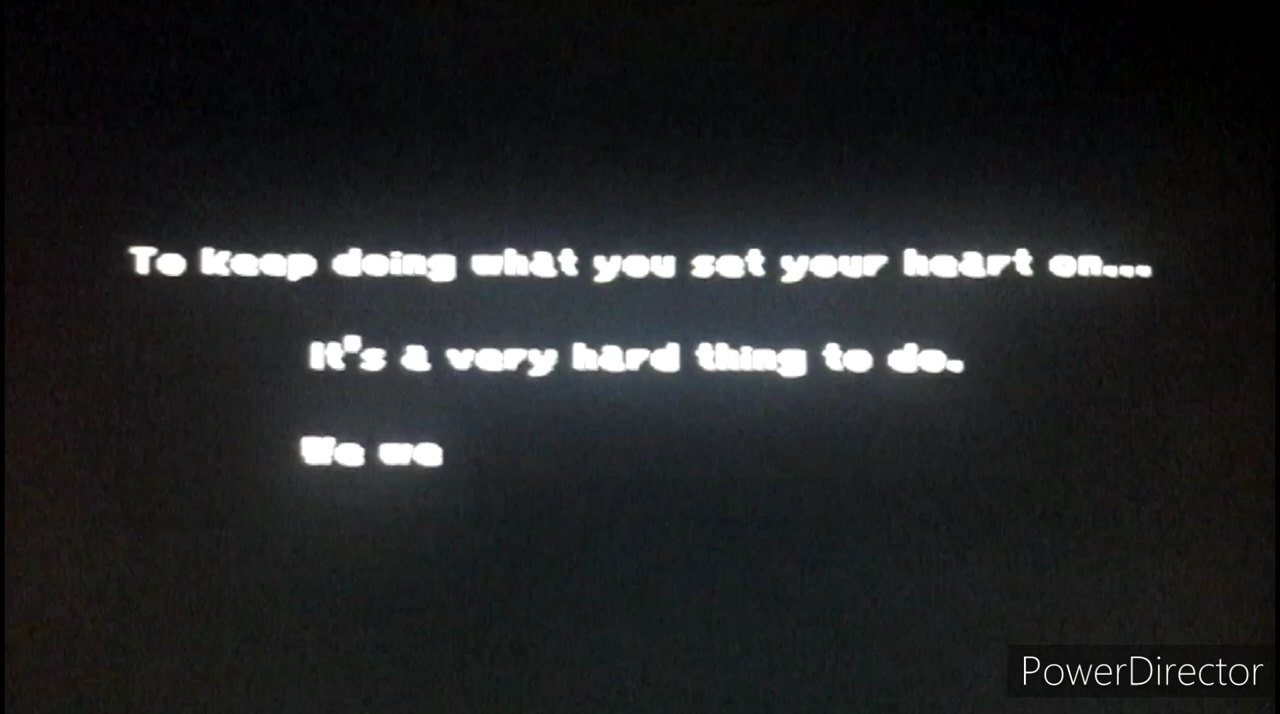 To keep doing what you set your heart on...
It's a very hard thing to do.
We we
PowerDirector